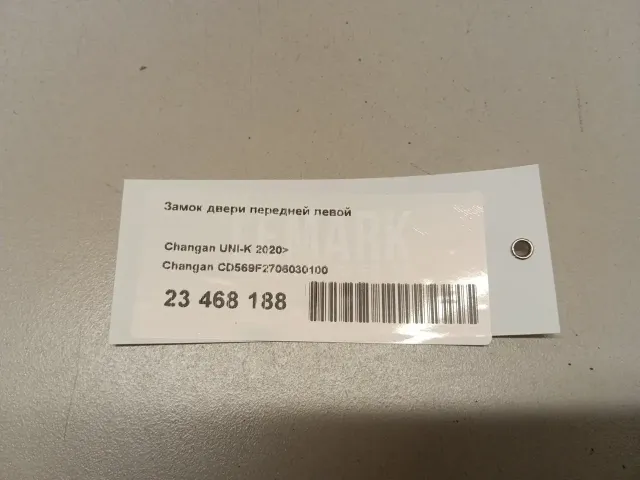 Замок двери передней левой
Changan UNI-K 2020>
Changan CD569F2706030100
23 468 188